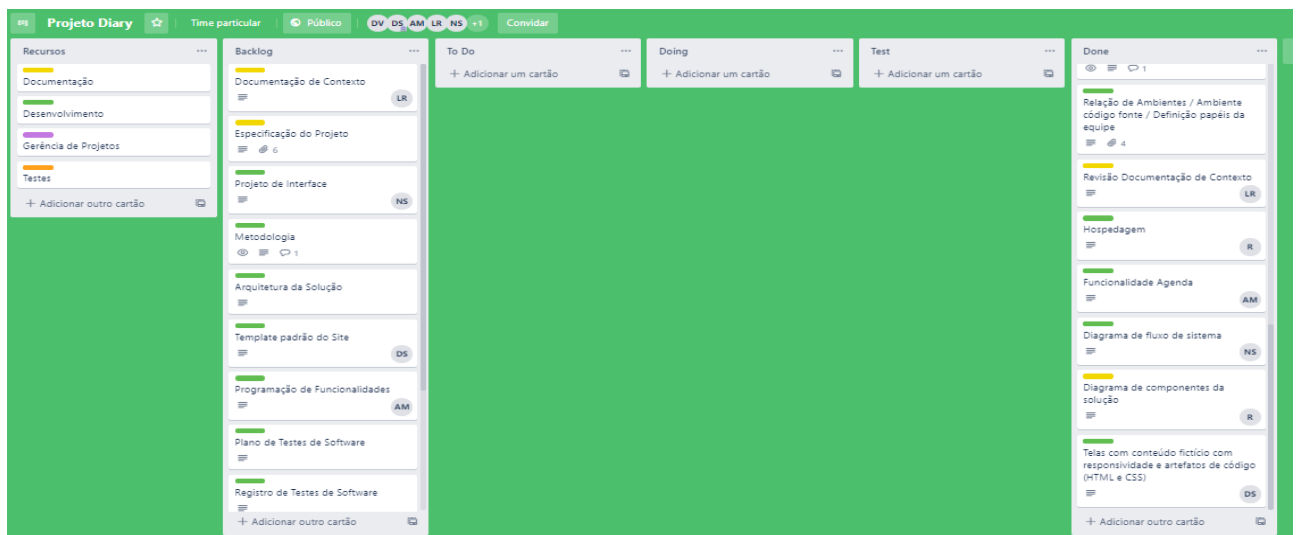 Projeto Diary
Time particular
Público
DV DS AM LR NS +1
Convidar
Recursos
Documentação
Desenvolvimento
Gerência de Projetos
Testes
+ Adicionar outro cartão
Backlog
Documentação de Contexto
LR
Especificação do Projeto
6
Projeto de Interface
NS
Metodologia
1
Arquitetura da Solução
Template padrão do Site
DS
Programação de Funcionalidades
AM
Plano de Testes de Software
Registro de Testes de Software
+ Adicionar outro cartão
To Do
+ Adicionar um cartão
Doing
+ Adicionar um cartão
Test
+ Adicionar um cartão
Done
1
Relação de Ambientes / Ambiente
código fonte / Definição papéis da
equipe
4
Revisão Documentação de Contexto
LR
Hospedagem
R
Funcionalidade Agenda
AM
Diagrama de fluxo de sistema
NS
Diagrama de componentes da
solução
R
Telas com conteúdo fictício com
responsividade e artefatos de código
(HTML e CSS)
DS
+ Adicionar outro cartão